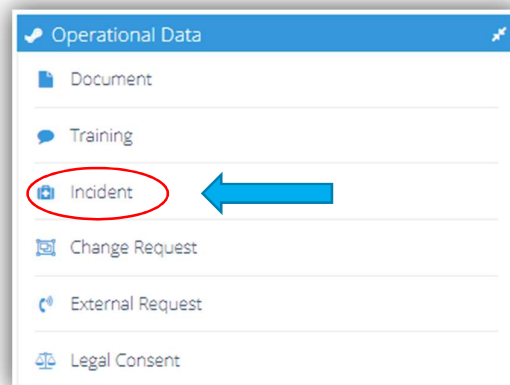 Operational Data
Document
Training
Incident
Change Request
External Request
Legal Consent